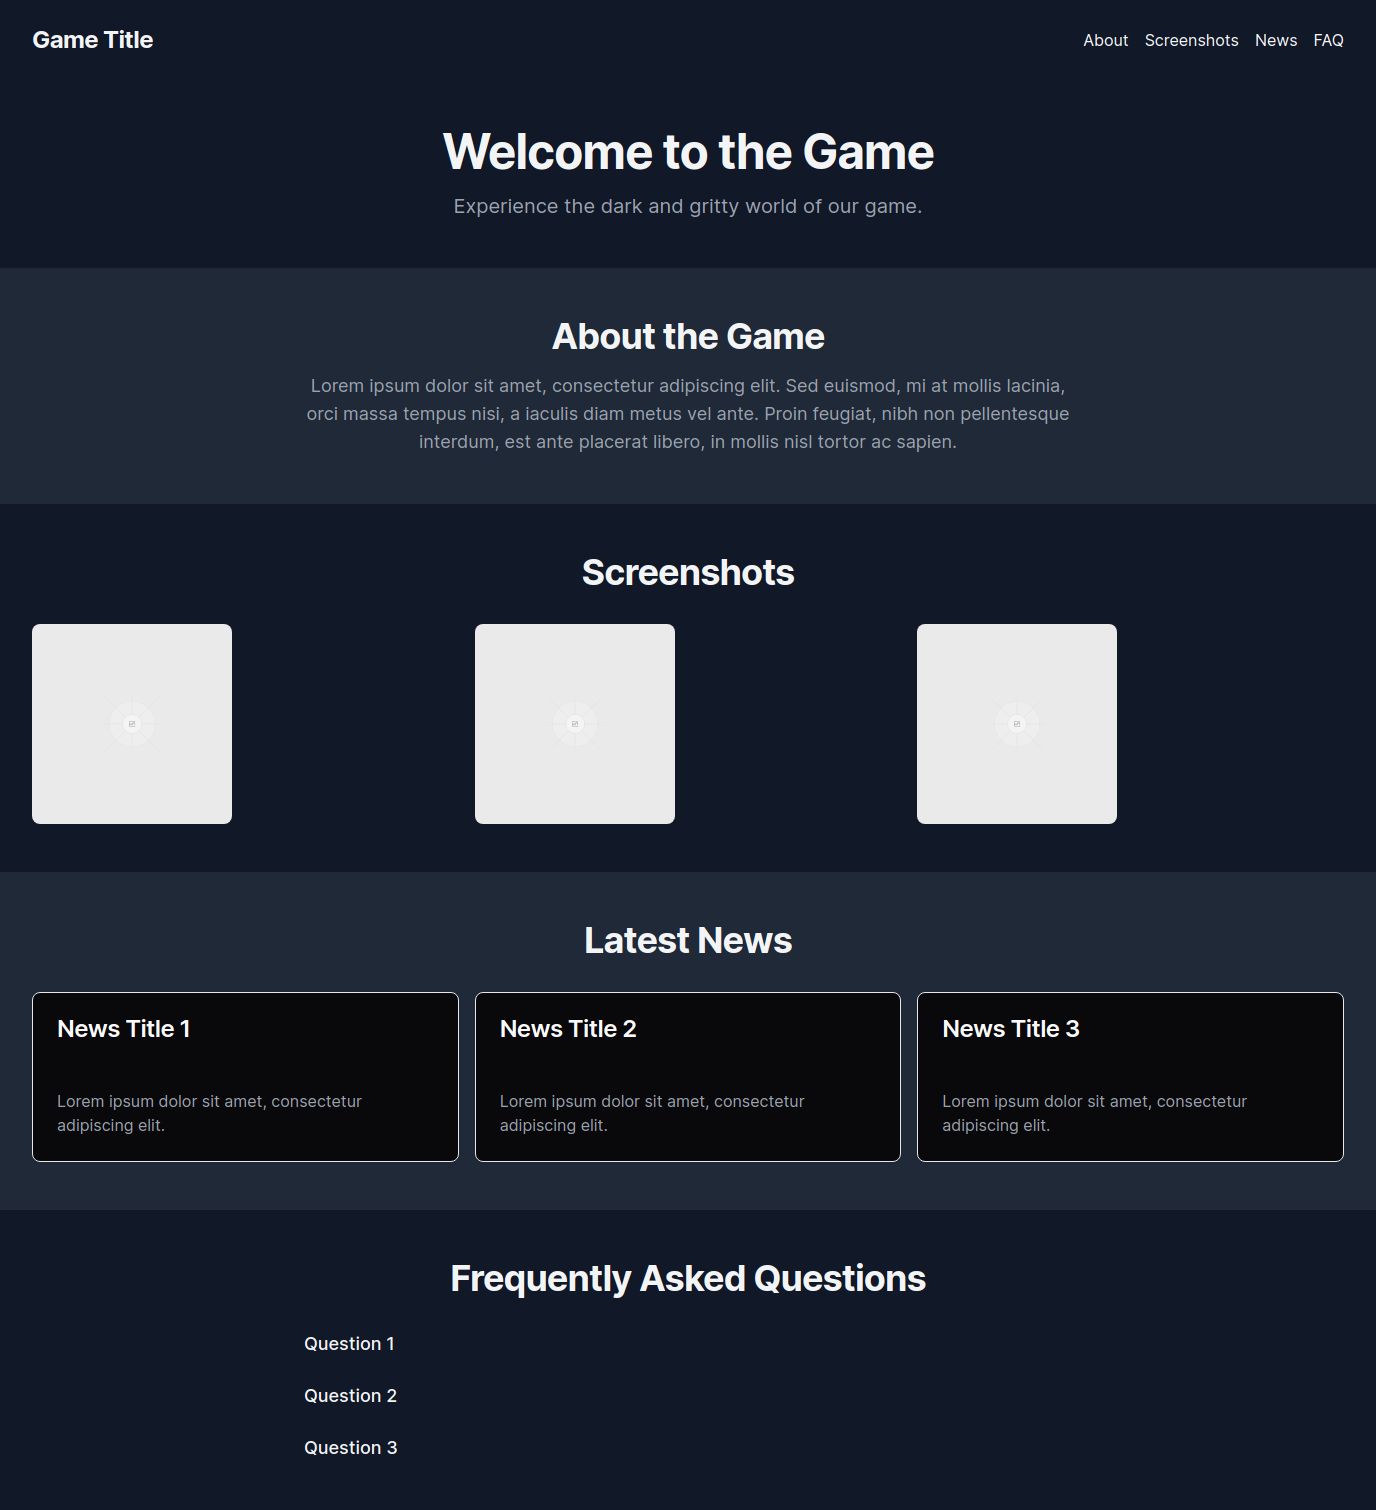 Game Title
About Screenshots News FAQ
Welcome to the Game
Experience the dark and gritty world of our game.
About the Game
Lorem ipsum dolor sit amet, consectetur adipiscing elit. Sed euismod, mi at mollis lacinia,
orci massa tempus nisi, a iaculis diam metus vel ante. Proin feugiat, nibh non pellentesque
interdum, est ante placerat libero, in mollis nisl tortor ac sapien.
Screenshots
Latest News
News Title 1
Lorem ipsum dolor sit amet, consectetur
adipiscing elit.
News Title 2
Lorem ipsum dolor sit amet, consectetur
adipiscing elit.
News Title 3
Lorem ipsum dolor sit amet, consectetur
adipiscing elit.
Frequently Asked Questions
Question 1
Question 2
Question 3